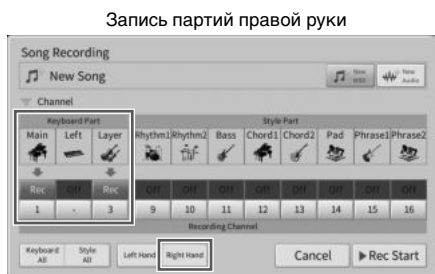 Запись партий правой руки
Song Recording
New Song
New MIDI
New Audio
Channel
Keyboard Part Style Part
Main Left Layer Rhythm1 Rhythm2 Bass Chord1 Chord2 Pad Phrase1 Phrase2
Rec Off Rec Off Off Off Off Off Off Off Off
1 - 3 9 10 11 12 13 14 15 16
Recording Channel
Keyboard All Style All Left Hand Right Hand Cancel Rec Start